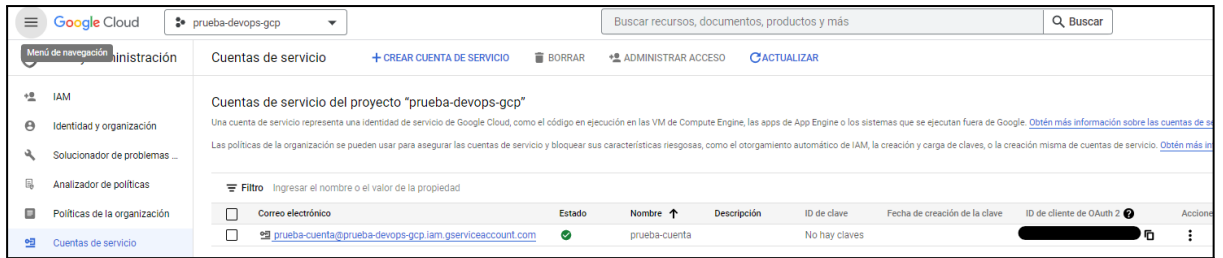 Google Cloud
prueba-devops-gcp
Buscar recursos, documentos, productos y más
Buscar
Menú de navegación
ministración
Cuentas de servicio
+ CREAR CUENTA DE SERVICIO
BORRAR
ADMINISTRAR ACCESO
ACTUALIZAR
IAM
Identidad y organización
Solucionador de problemas ...
Analizador de políticas
Políticas de la organización
Cuentas de servicio
Cuentas de servicio del proyecto "prueba-devops-gcp"
Una cuenta de servicio representa una identidad de servicio de Google Cloud, como el código en ejecución en las VM de Compute Engine, las apps de App Engine o los sistemas que se ejecutan fuera de Google. Obtén más información sobre las cuentas de se
Las políticas de la organización se pueden usar para asegurar las cuentas de servicio y bloquear sus características riesgosas, como el otorgamiento automático de IAM, la creación y carga de claves, o la creación misma de cuentas de servicio. Obtén más in
Filtro Ingresar el nombre o el valor de la propiedad
Correo electrónico Estado Nombre Descripción ID de clave Fecha de creación de la clave ID de cliente de OAuth 2 Accione
prueba-cuenta@prueba-devops-gcp.iam.gserviceaccount.com prueba-cuenta No hay claves